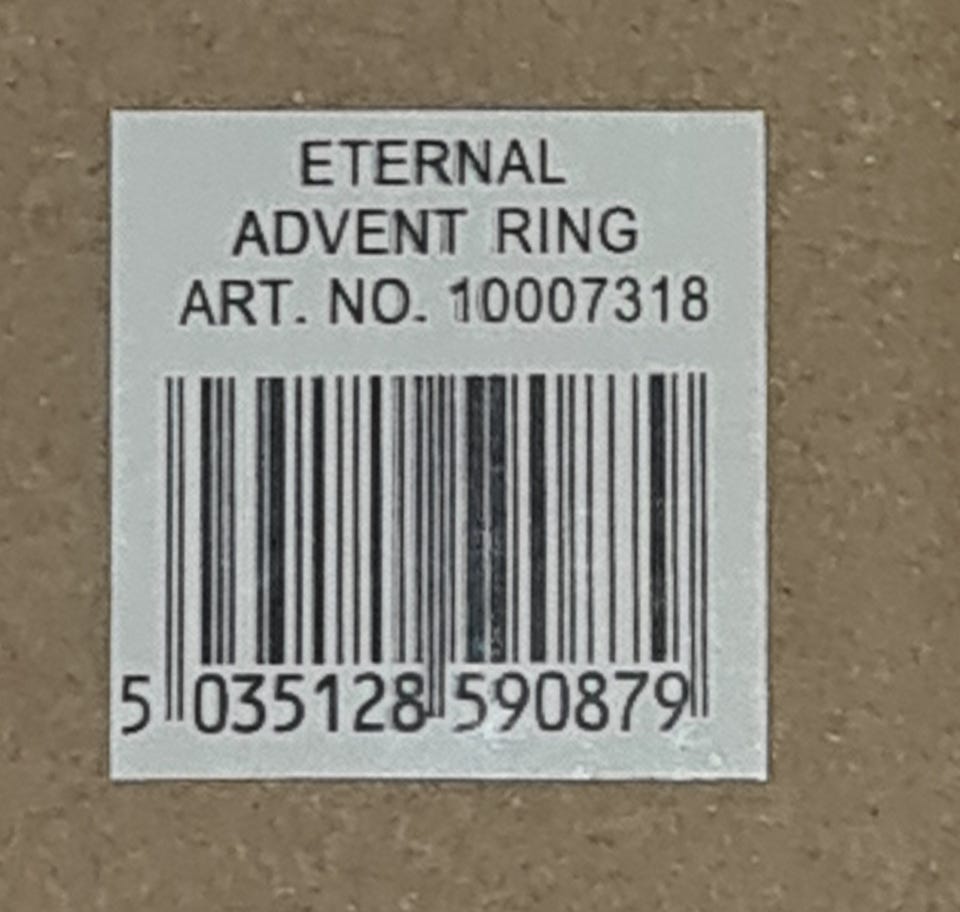 ETERNAL
ADVENT RING
ART. NO. 10007318
5 035128 590879